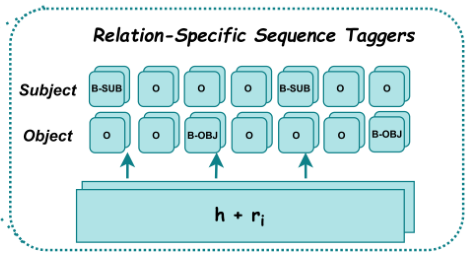 Relation-Specific Sequence Taggers
Subject B-SUB O O O B-SUB O O
Object O O B-OBJ O O O B-OBJ
h + ri